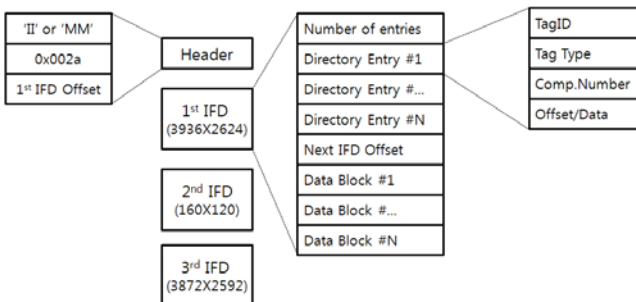 'II' or 'MM'
0x002a
1st IFD Offset
Header
1st IFD
(3936X2624)
2nd IFD
(160X120)
3rd IFD
(3872X2592)
Number of entries
Directory Entry #1
Directory Entry #...
Directory Entry #N
Next IFD Offset
Data Block #1
Data Block #...
Data Block #N
TagID
Tag Type
Comp.Number
Offset/Data